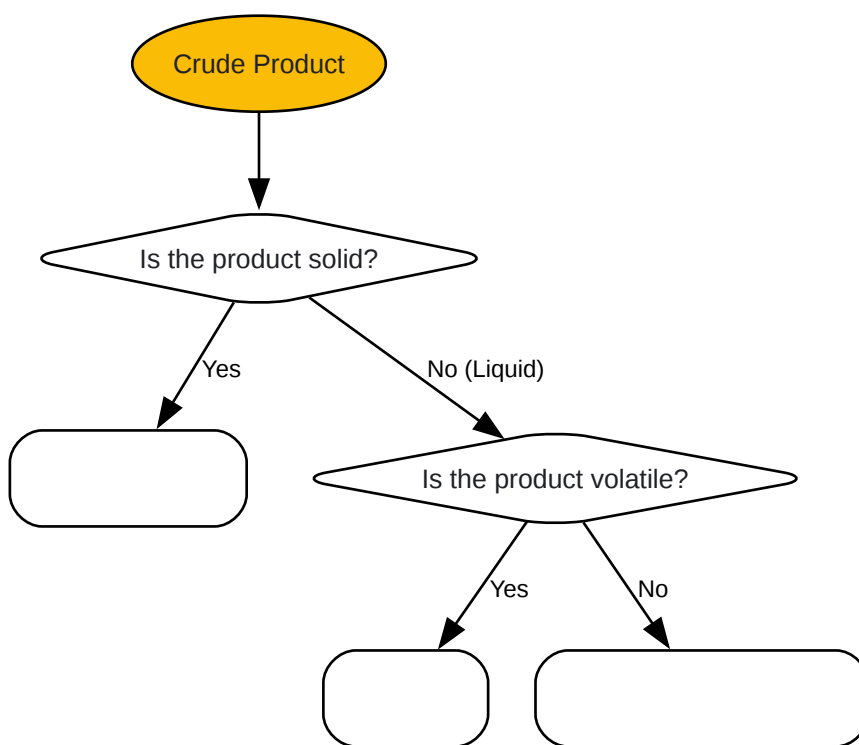 Crude Product
Is the product solid?
Yes
No (Liquid)
Is the product volatile?
Yes
No